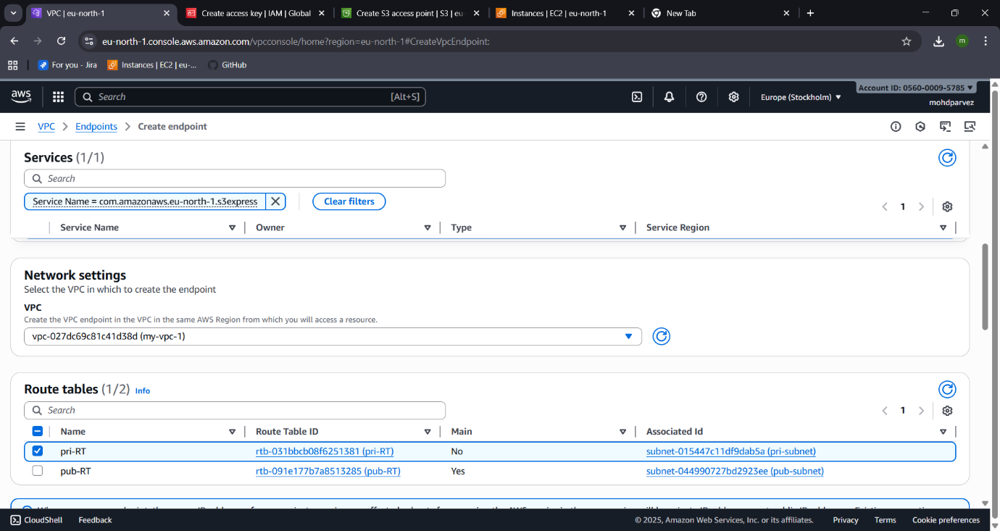 VPC | eu-north-1
Create access key | IAM | Global
Create S3 access point | S3 | eu-
Instances | EC2 | eu-north-1
New Tab
eu-north-1.console.aws.amazon.com/vpcconsole/home?region=eu-north-1#CreateVpcEndpoint:
m
For you - Jira
Instances | EC2 | eu-...
GitHub
aws
Search
[Alt+S]
Europe (Stockholm)
Account ID: 0560-0009-5785
mohdparvez
VPC
Endpoints
Create endpoint
Services (1/1)
Search
Service Name = com.amazonaws.eu-north-1.s3express
Clear filters
1
Service Name
Owner
Type
Service Region
Network settings
Select the VPC in which to create the endpoint
VPC
Create the VPC endpoint in the VPC in the same AWS Region from which you will access a resource.
vpc-027dc69c81c41d38d (my-vpc-1)
Route tables (1/2) Info
Search
1
Name
Route Table ID
Main
Associated Id
pri-RT
rtb-031bbcb08f6251381 (pri-RT)
No
subnet-015447c11df9dab5a (pri-subnet)
pub-RT
rtb-091e177b7a8513285 (pub-RT)
Yes
subnet-044990727bd2923ee (pub-subnet)
CloudShell
Feedback
© 2025, Amazon Web Services, Inc. or its affiliates.
Privacy
Terms
Cookie preferences